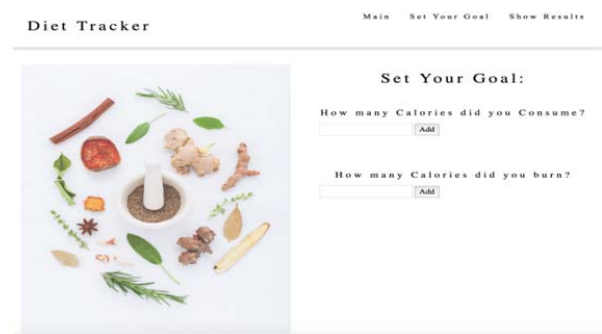 Diet Tracker
Main Set Your Goal Show Results
Set Your Goal:
How many Calories did you Consume?
Add
How many Calories did you burn?
Add